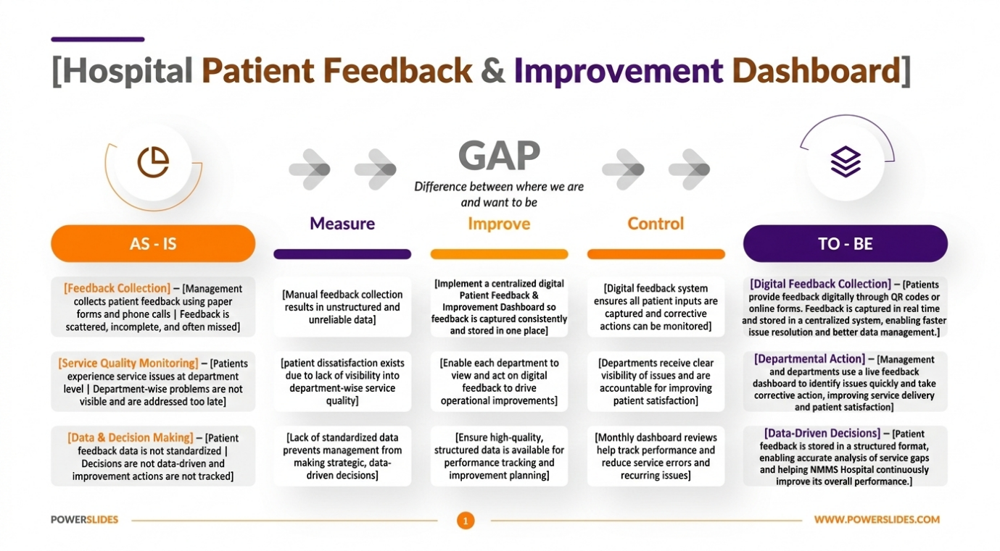 [Hospital Patient Feedback & Improvement Dashboard]
GAP
Difference between where we are
and want to be
Measure
Improve
Control
AS - IS
TO - BE
[Feedback Collection] – [Management
collects patient feedback using paper
forms and phone calls | Feedback is
scattered, incomplete, and often missed]
[Manual feedback collection
results in unstructured and
unreliable data]
[Implement a centralized digital
Patient Feedback &
Improvement Dashboard so
feedback is captured consistently
and stored in one place]
[Digital feedback system
ensures all patient inputs are
captured and corrective
actions can be monitored]
[Digital Feedback Collection] – [Patients
provide feedback digitally through QR codes or
online forms. Feedback is captured in real time
and stored in a centralized system, enabling faster
issue resolution and better data management.]
[Service Quality Monitoring] – [Patients
experience service issues at department
level | Department-wise problems are not
visible and are addressed too late]
[patient dissatisfaction exists
due to lack of visibility into
department-wise service
quality]
[Enable each department to
view and act on digital
feedback to drive
operational improvements]
[Departments receive clear
visibility of issues and are
accountable for improving
patient satisfaction]
[Departmental Action] – [Management
and departments use a live feedback
dashboard to identify issues quickly and take
corrective action, improving service delivery
and patient satisfaction]
[Data & Decision Making] – [Patient
feedback data is not standardized |
Decisions are not data-driven and
improvement actions are not tracked]
[Lack of standardized data
prevents management from
making strategic, data-
driven decisions]
[Ensure high-quality,
structured data is available for
performance tracking and
improvement planning]
[Monthly dashboard reviews
help track performance and
reduce service errors and
recurring issues]
[Data-Driven Decisions] – [Patient
feedback is stored in a structured format,
enabling accurate analysis of service gaps
and helping NMMS Hospital continuously
improve its overall performance.]
POWERSLIDES
1
WWW.POWERSLIDES.COM